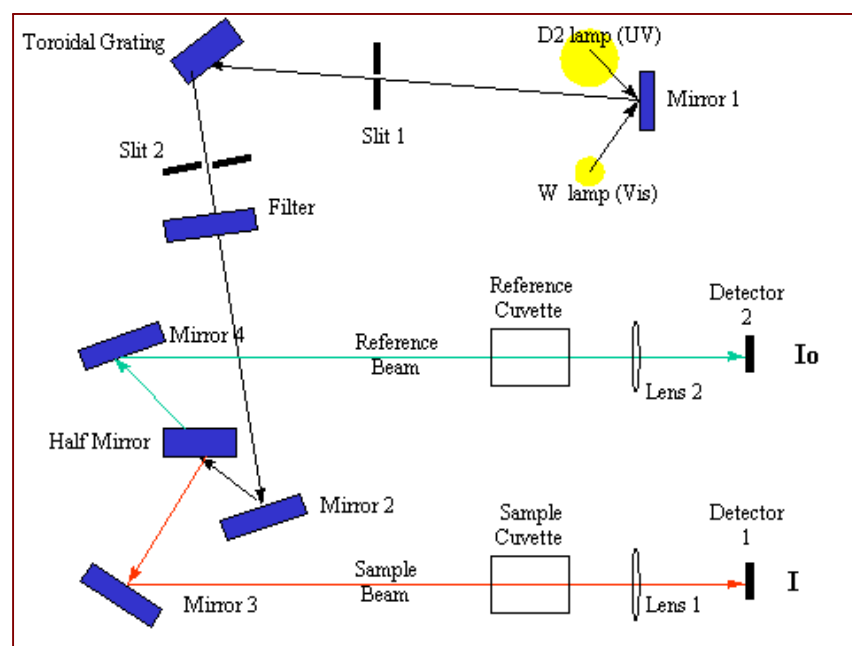 D2 lamp (UV)
Toroidal Grating
Mirror 1
Slit 1
Slit 2
W lamp (Vis)
Filter
Reference
Cuvette
Detector
2
Mirror 4
Reference
Beam
Io
Lens 2
Half Mirror
Mirror 2
Sample
Cuvette
Detector
1
Sample
Beam
I
Mirror 3
Lens 1